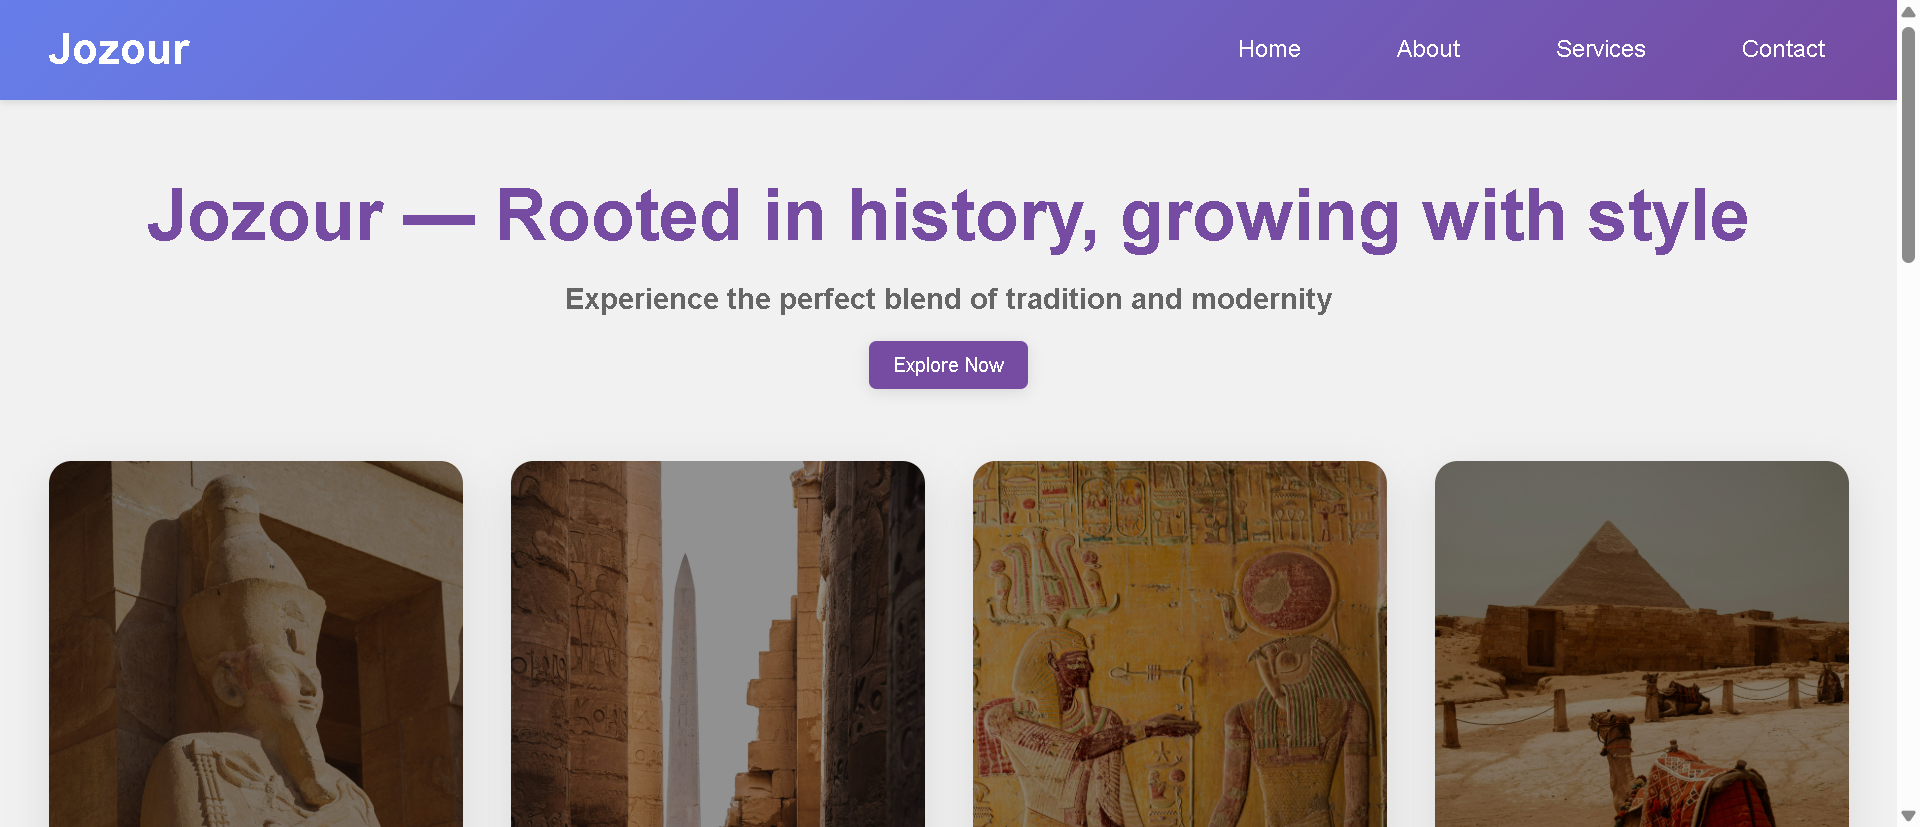 Jozour
Home
About
Services
Contact
Jozour — Rooted in history, growing with style
Experience the perfect blend of tradition and modernity
Explore Now